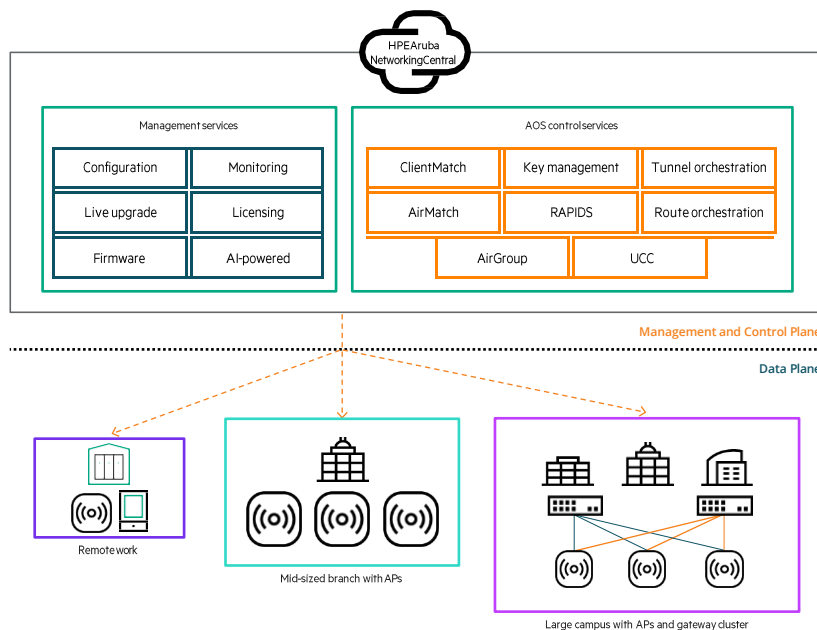 HPEAruba
NetworkingCentral
Management services
Configuration
Monitoring
Live upgrade
Licensing
Firmware
AI-powered
AOS controlservices
ClientMatch
Key management
Tunnel orchestration
AirMatch
RAPIDS
Route orchestration
AirGroup
UCC
Management and Control Plane
Data Plane
Remote work
Mid-sized branch with APs
Large campus with APs and gateway cluster